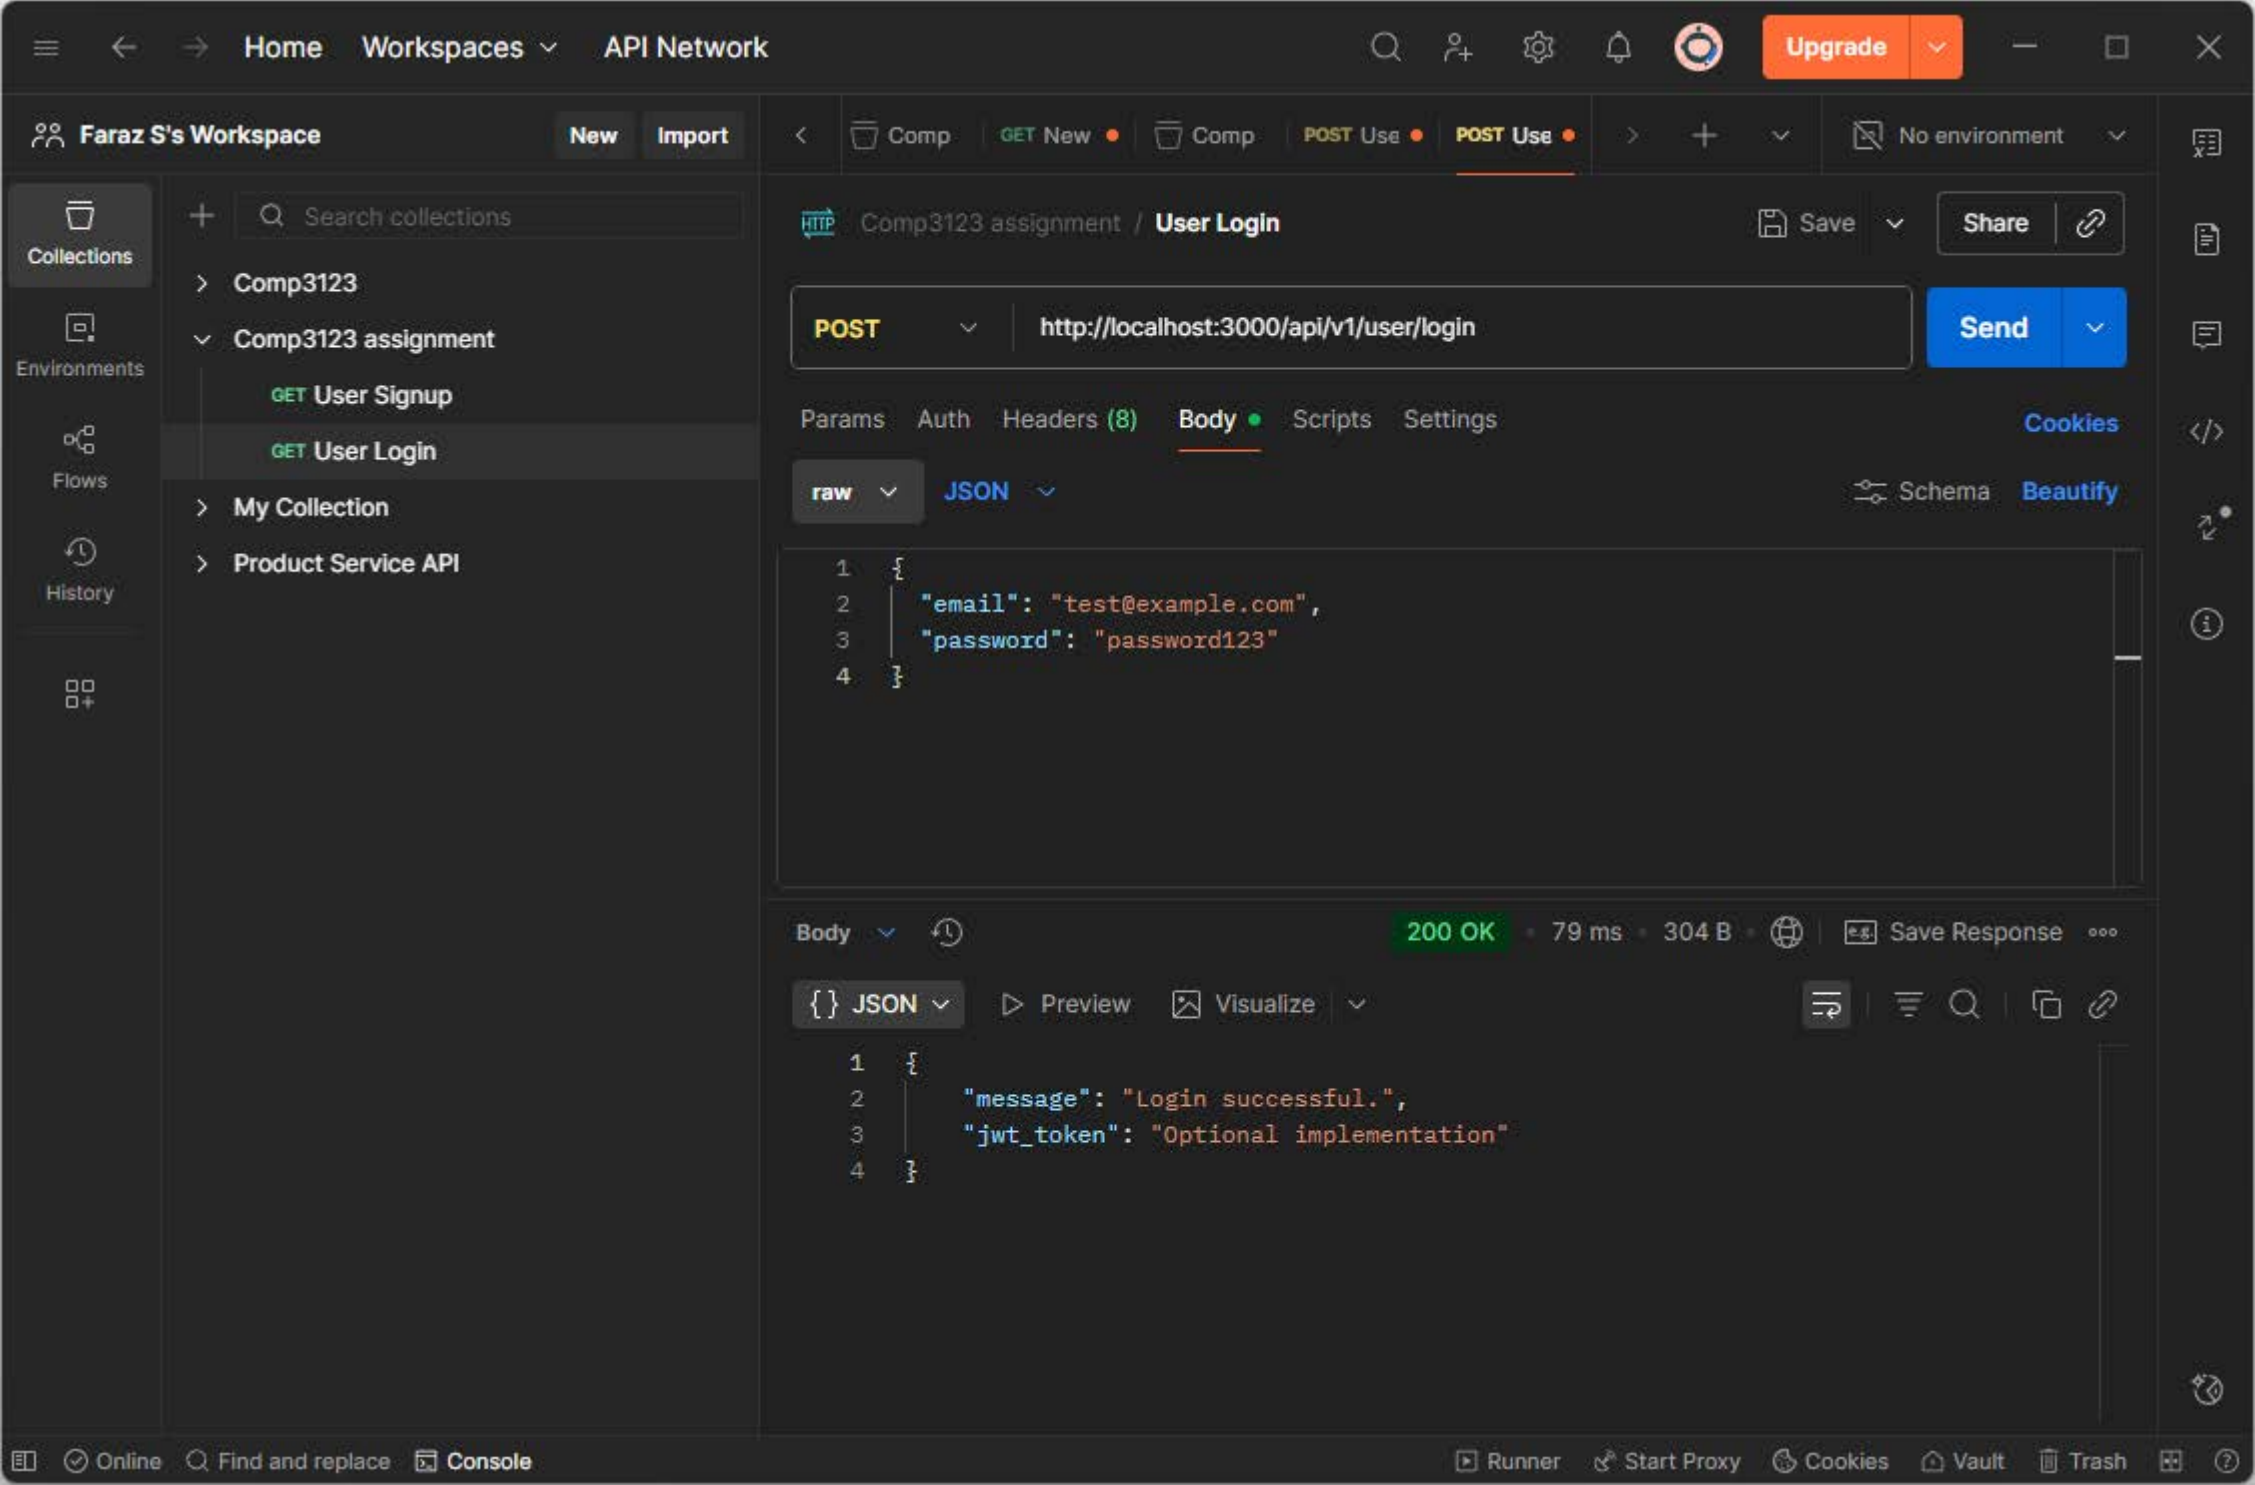 Home Workspaces API Network Upgrade
Faraz S's Workspace New Import
Comp GET New Comp POST Use POST Use No environment
Collections
Environments
Flows
History
Search collections
Comp3123
Comp3123 assignment
GET User Signup
GET User Login
My Collection
Product Service API
HTTP Comp3123 assignment / User Login Save Share
POST http://localhost:3000/api/v1/user/login Send
Params Auth Headers (8) Body Scripts Settings Cookies
raw JSON Schema Beautify
1 {
2 "email": "test@example.com",
3 "password": "password123"
4 }
Body 200 OK 79 ms 304 B e.g. Save Response
{} JSON Preview Visualize
1 {
2 "message": "Login successful.",
3 "jwt_token": "Optional implementation"
4 }
Online Find and replace Console Runner Start Proxy Cookies Vault Trash